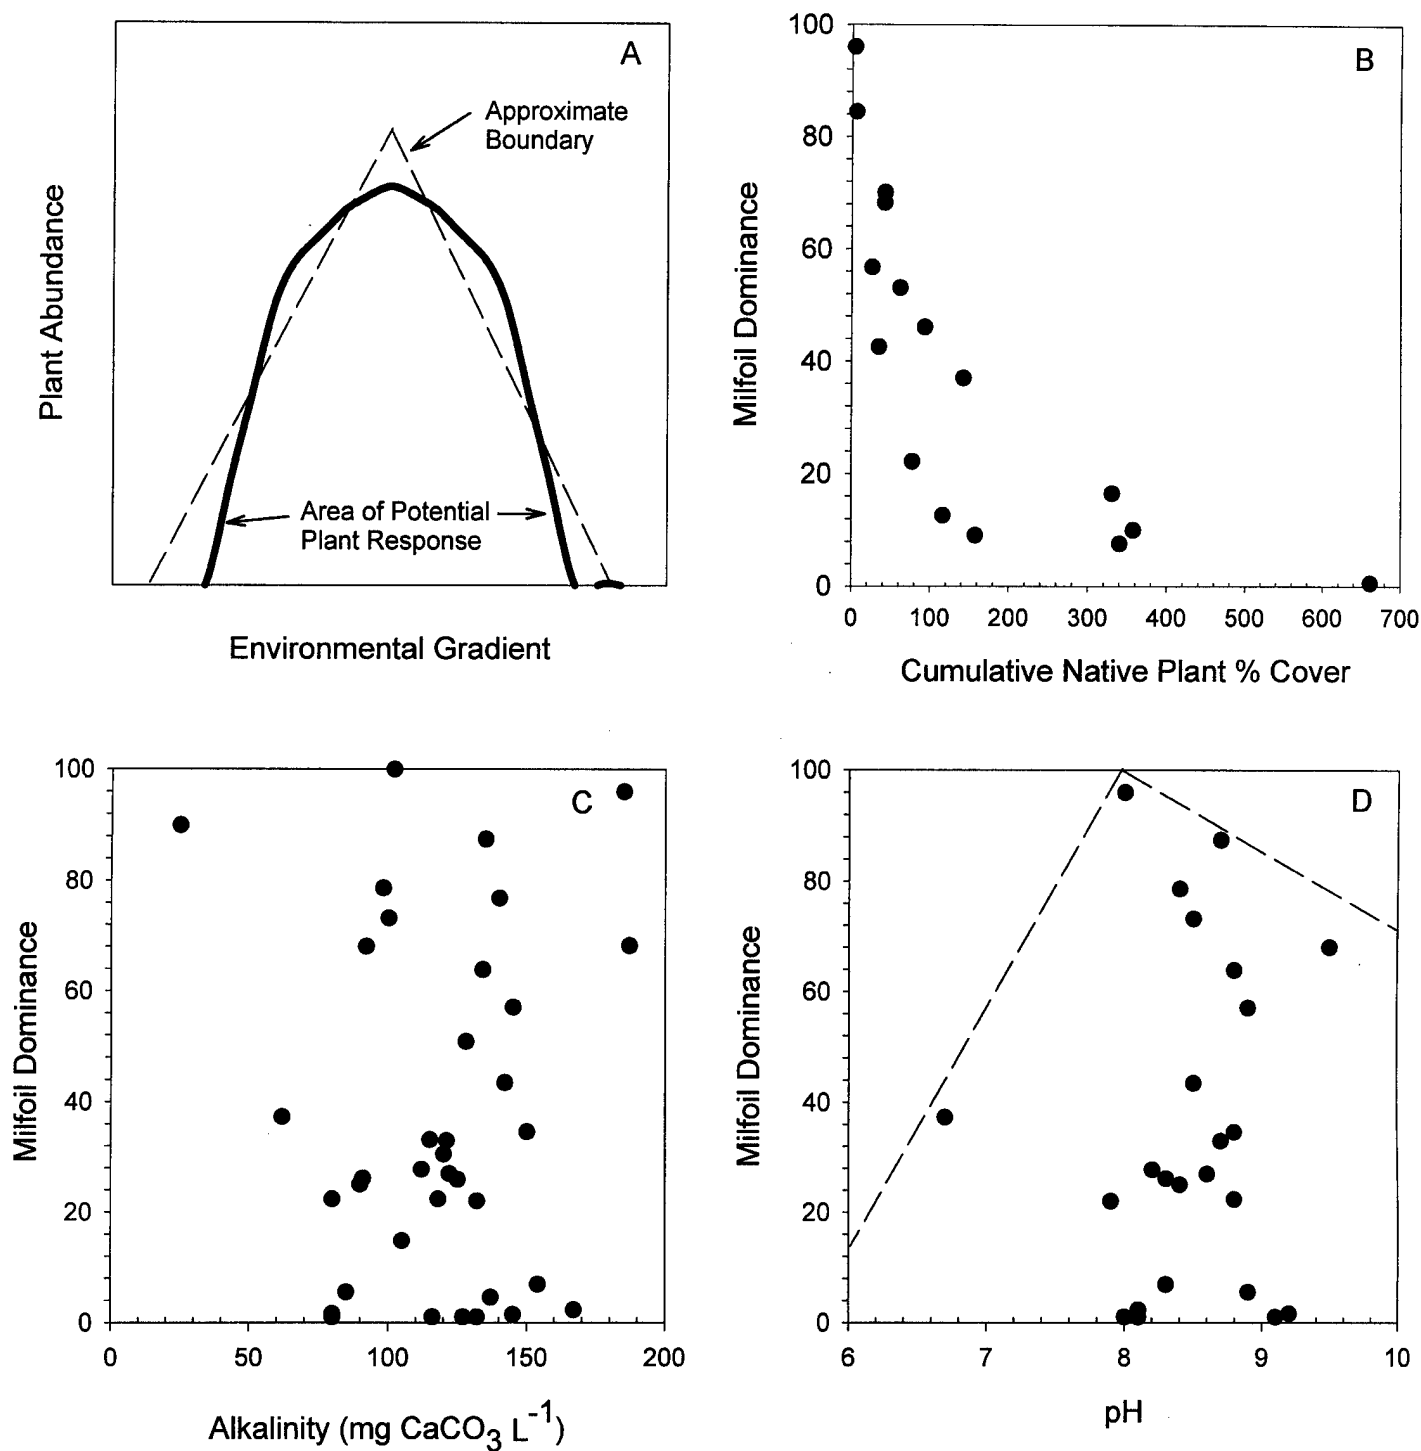 A
Approximate
Boundary
Plant Abundance
Area of Potential
Plant Response
Environmental Gradient
B
100
80
60
40
20
0
Milfoil Dominance
0 100 200 300 400 500 600 700
Cumulative Native Plant % Cover
C
100
80
60
40
20
0
Milfoil Dominance
0 50 100 150 200
Alkalinity (mg CaCO3 L-1)
D
100
80
60
40
20
0
Milfoil Dominance
6 7 8 9 10
pH